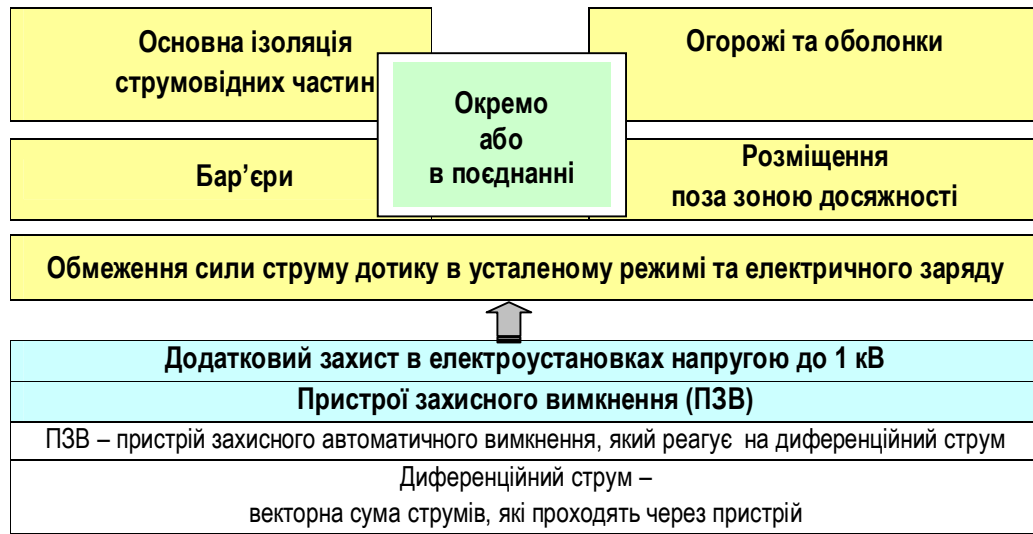 Основна ізоляція
струмовідних частин
Огорожі та оболонки
Окремо
або
в поєднанні
Бар’єри
Розміщення
поза зоною досяжності
Обмеження сили струму дотику в усталеному режимі та електричного заряду
Додатковий захист в електроустановках напругою до 1 кВ
Пристрої захисного вимкнення (ПЗВ)
ПЗВ – пристрій захисного автоматичного вимкнення, який реагує на диференційний струм
Диференційний струм –
векторна сума струмів, які проходять через пристрій